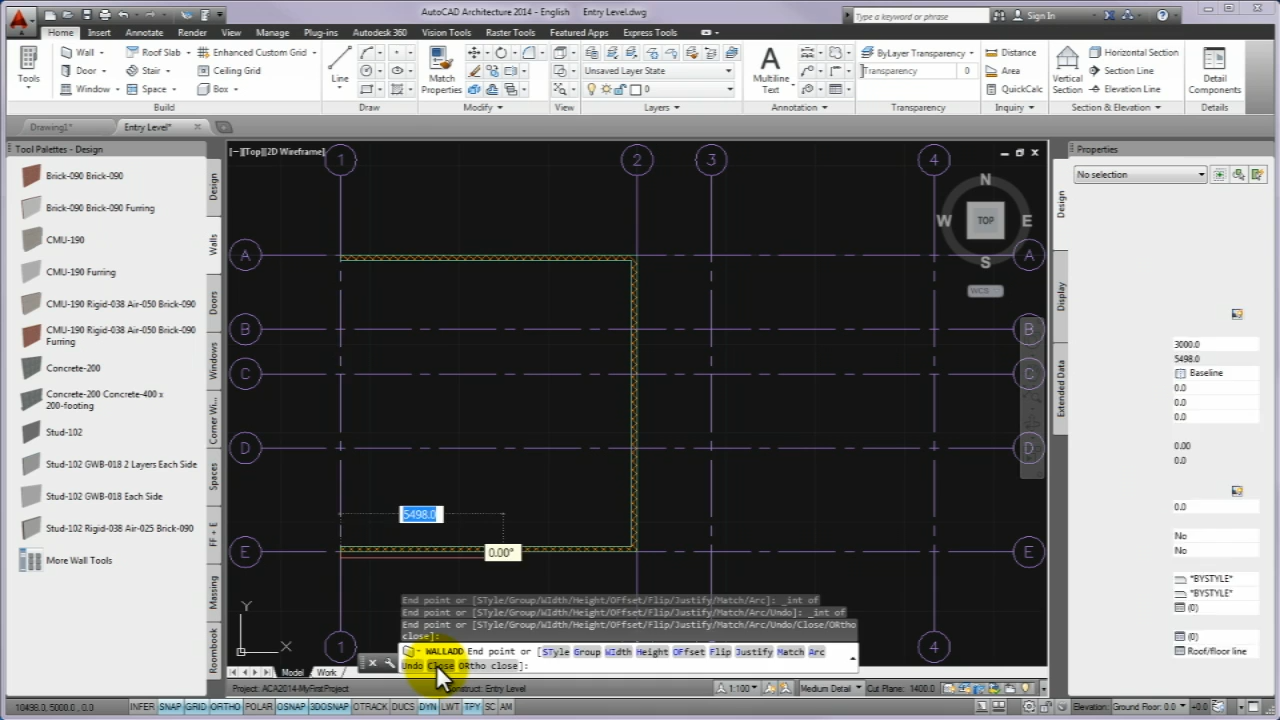 AutoCAD Architecture 2014 - English Entry Level.dwg
Type a keyword or phrase
Sign In
Home Insert Annotate Render View Manage Plug-ins Autodesk 360 Vision Tools Raster Tools Featured Apps Express Tools
Tools
Wall
Door
Window
Roof Slab
Stair
Space
Enhanced Custom Grid
Ceiling Grid
Box
Line
Match Properties
Unsaved Layer State
0
Multiline Text
ByLayer Transparency
Transparency 0
Distance
Area
QuickCalc
Vertical Section
Horizontal Section
Section Line
Elevation Line
Detail Components
Build Draw Modify View Layers Annotation Transparency Inquiry Section & Elevation Details
Drawing1* Entry Level*
Tool Palettes - Design
Brick-090 Brick-090
Brick-090 Brick-090 Furring
CMU-190
CMU-190 Furring
CMU-190 Rigid-038 Air-050 Brick-090
CMU-190 Rigid-038 Air-050 Brick-090
Furring
Concrete-200
Concrete-200 Concrete-400 x
200-footing
Stud-102
Stud-102 GWB-018 2 Layers Each Side
Stud-102 GWB-018 Each Side
Stud-102 Rigid-038 Air-025 Brick-090
More Wall Tools
Design
Walls
Doors
Windows
Corner Wi...
Spaces
FF + E
Massing
Roombook
[−][Top][2D Wireframe]
1 2 3 4
A A
B B
C C
D D
E E
1 4
N
W TOP E
S
WCS
5498.0
0.00°
Y
X
End point or [STyle/Group/WIdth/Height/OFfset/Flip/Justify/Match/Arc]: _int of
End point or [STyle/Group/WIdth/Height/OFfset/Flip/Justify/Match/Arc/Undo]: _int of
End point or [STyle/Group/WIdth/Height/OFfset/Flip/Justify/Match/Arc/Undo/Close/ORtho
close]:
WALLADD End point or [STyle Group WIdth Height OFfset Flip Justify Match Arc
Undo Close ORtho close]:
Model Work
Properties
No selection
Design
Display
Extended Data
3000.0
5498.0
Baseline
0.0
0.0
0.0
0.00
0.0
0.0
No
No
*BYSTYLE*
*BYSTYLE*
(0)
(0)
Roof/floor line
Project: ACA2014-MyFirstProject Construct: Entry Level 1:100 Medium Detail Cut Plane: 1400.0
10498.0, 5000.0, 0.0 INFER SNAP GRID ORTHO POLAR OSNAP 3DOSNAP OTRACK DUCS DYN LWT TPY SC AM Elevation: Ground Floor: 0.0 +0.0